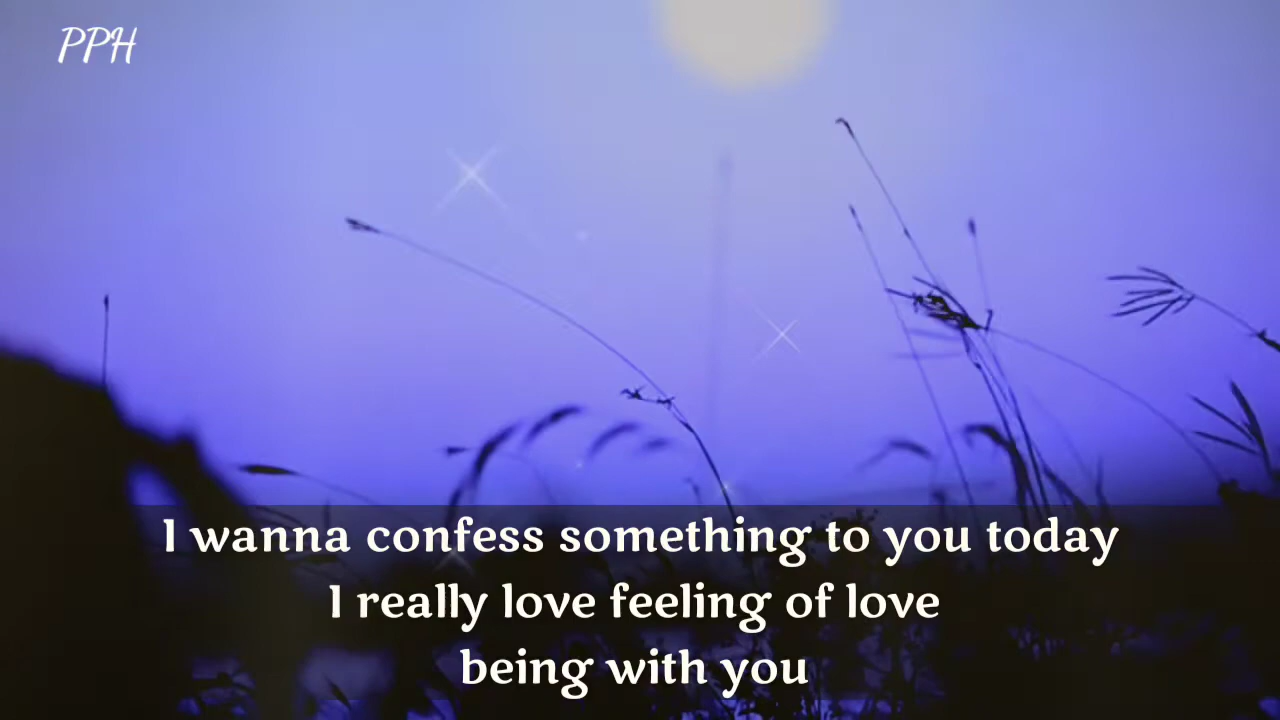 PPH
I wanna confess something to you today
I really love feeling of love
being with you